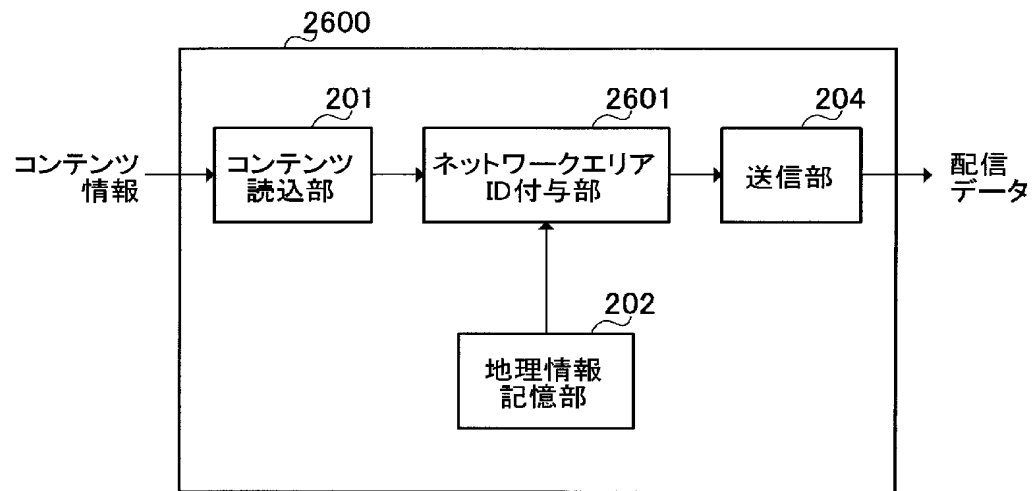 2600
201
2601
204
コンテンツ
情報
コンテンツ
読込部
ネットワークエリア
ID付与部
送信部
配信
データ
202
地理情報
記憶部